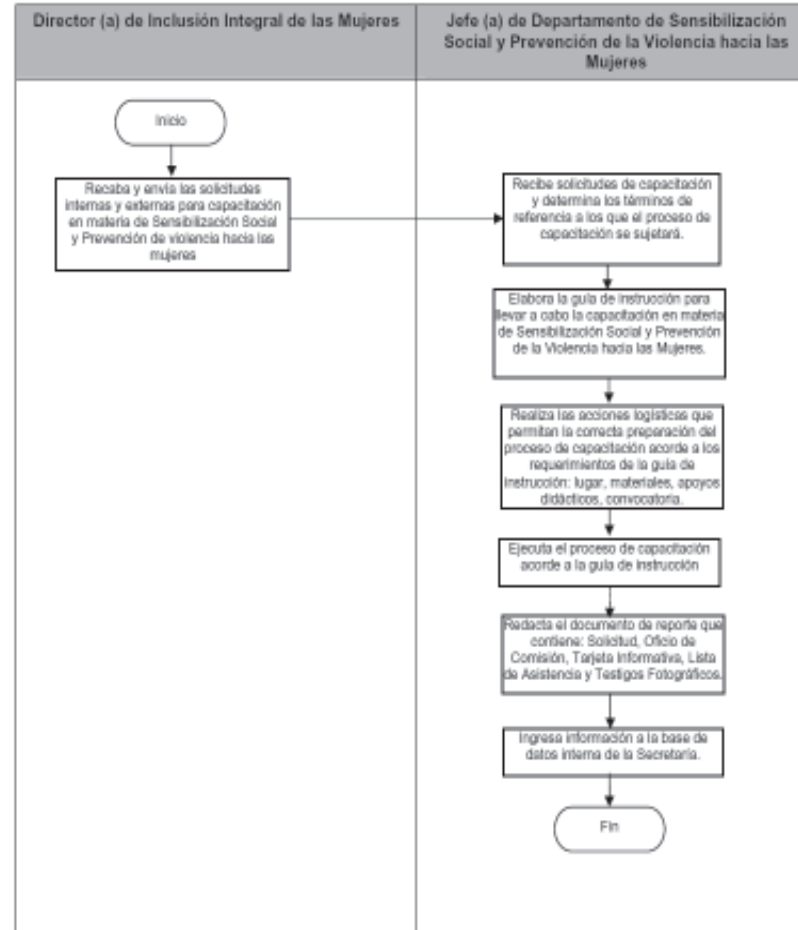 Director (a) de Inclusión Integral de las Mujeres
Jefe (a) de Departamento de Sensibilización
Social y Prevención de la Violencia hacia las
Mujeres
Inicio
Recaba y envía las solicitudes
internas y externas para capacitación
en materia de Sensibilización Social
y Prevención de violencia hacia las
mujeres
Recibe solicitudes de capacitación
y determina los términos de
referencia a los que el proceso de
capacitación se sujetará.
Elabora la guía de instrucción para
llevar a cabo la capacitación en materia
de Sensibilización Social y Prevención
de la Violencia hacia las Mujeres.
Realiza las acciones logísticas que
permitan la correcta preparación del
proceso de capacitación acorde a los
requerimientos de la guía de
instrucción: lugar, materiales, apoyos
didácticos, convocatoria.
Ejecuta el proceso de capacitación
acorde a la guía de instrucción
Redacta el documento de reporte que
contiene: Solicitud, Oficio de
Comisión, Tarjeta Informativa, Lista
de Asistencia y Testigos Fotográficos.
Ingresa información a la base de
datos interna de la Secretaría.
Fin